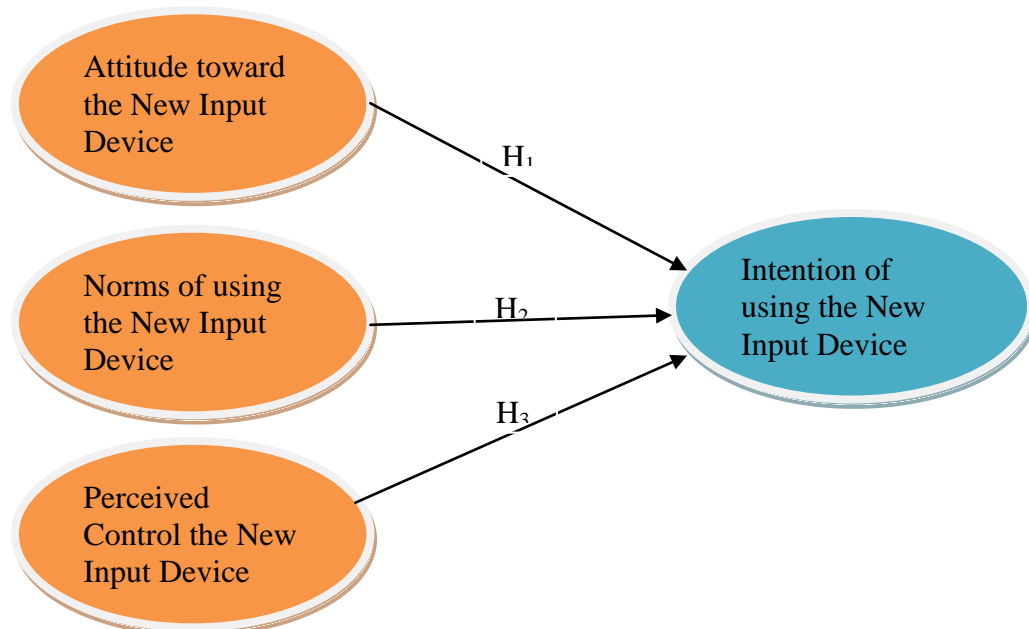 Attitude toward
the New Input
Device
H₁
Norms of using
the New Input
Device
H₂
Intention of
using the New
Input Device
H₃
Perceived
Control the New
Input Device